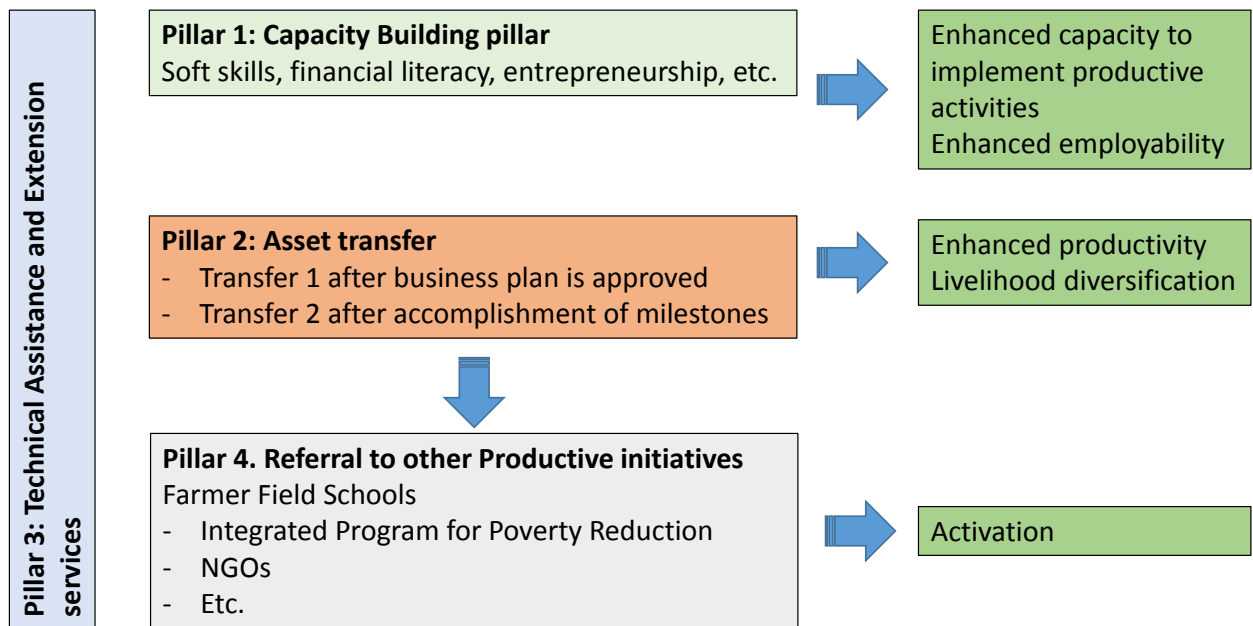 Pillar 3: Technical Assistance and Extension
services
Pillar 1: Capacity Building pillar
Soft skills, financial literacy, entrepreneurship, etc.
Enhanced capacity to
implement productive
activities
Enhanced employability
Pillar 2: Asset transfer
- Transfer 1 after business plan is approved
- Transfer 2 after accomplishment of milestones
Enhanced productivity
Livelihood diversification
Pillar 4. Referral to other Productive initiatives
Farmer Field Schools
- Integrated Program for Poverty Reduction
- NGOs
- Etc.
Activation